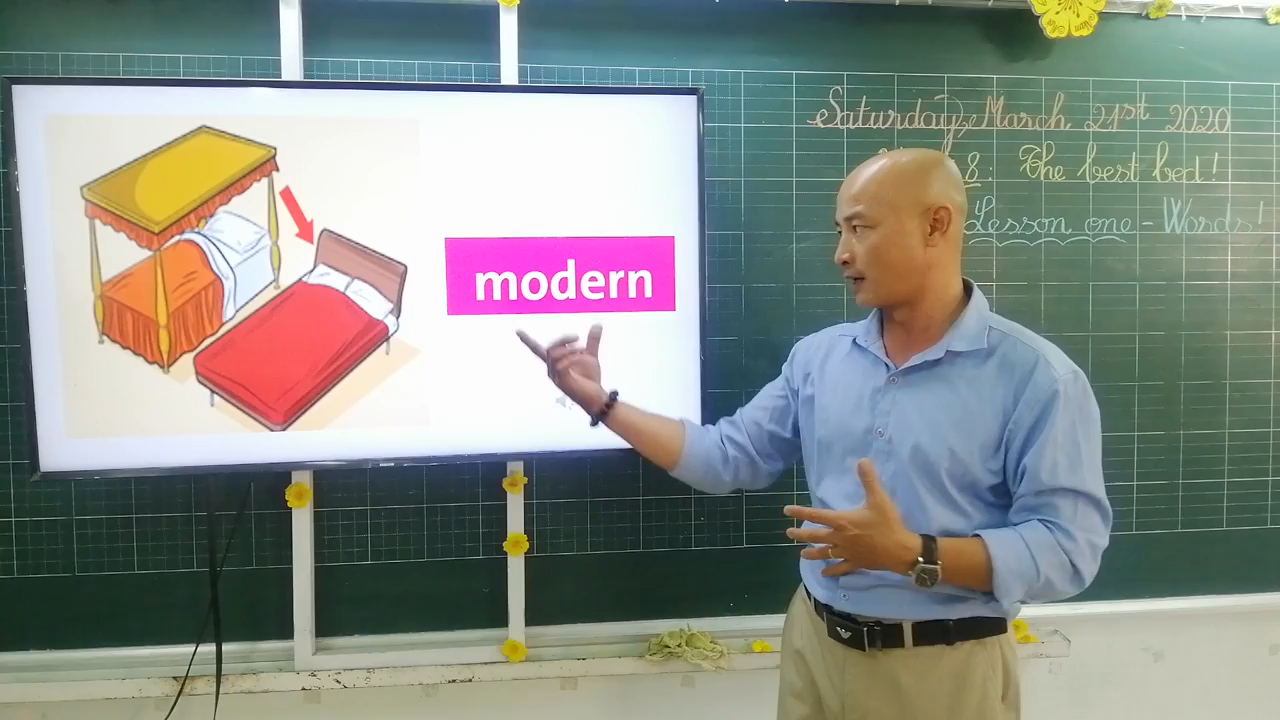 modern
Saturday, March 21st 2020
8: The best bed!
Lesson one - Words!